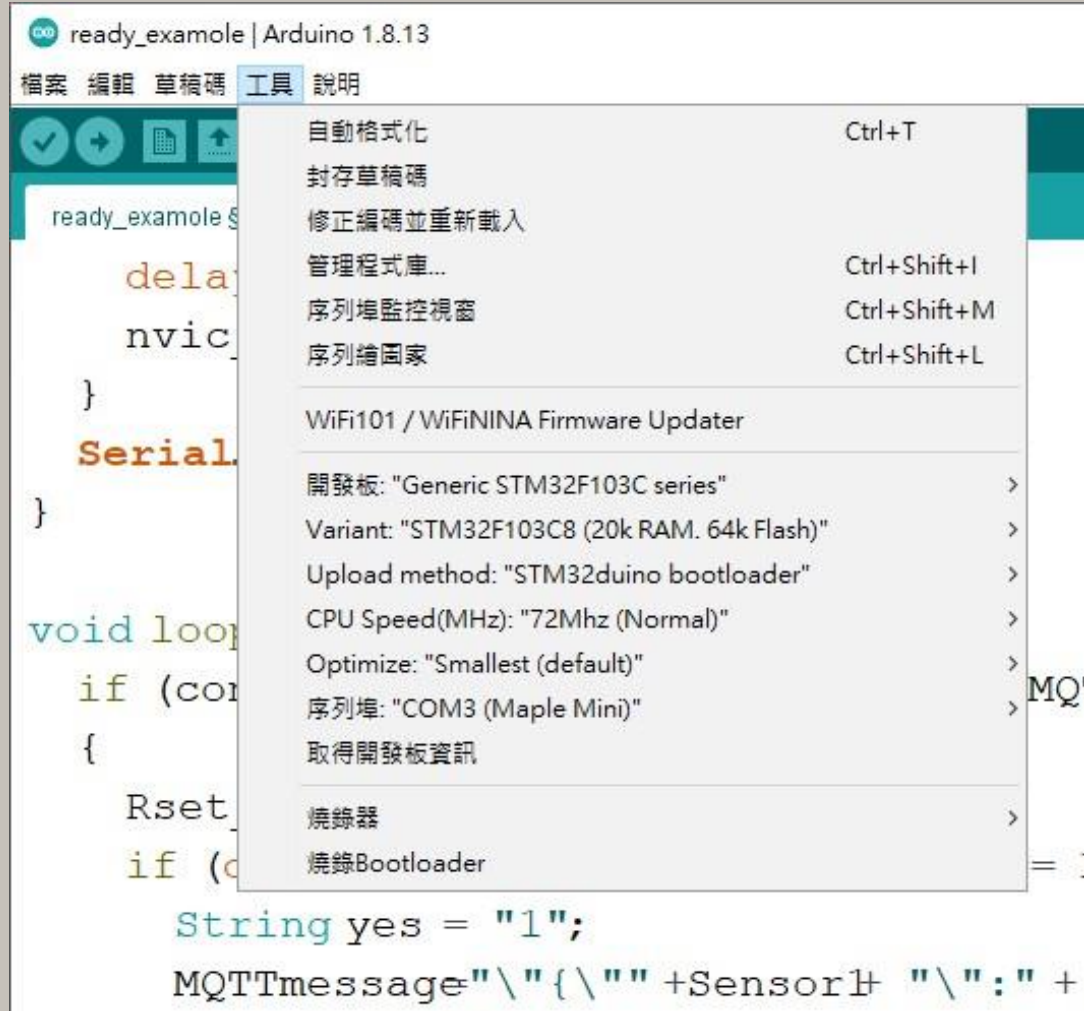 ready_examole | Arduino 1.8.13
檔案 編輯 草稿碼 工具 說明
自動格式化 Ctrl+T
封存草稿碼
ready_examole §
修正編碼並重新載入
管理程式庫... Ctrl+Shift+I
序列埠監控視窗 Ctrl+Shift+M
序列繪圖家 Ctrl+Shift+L
WiFi101 / WiFiNINA Firmware Updater
開發板: "Generic STM32F103C series"
Variant: "STM32F103C8 (20k RAM. 64k Flash)"
Upload method: "STM32duino bootloader"
CPU Speed(MHz): "72Mhz (Normal)"
Optimize: "Smallest (default)"
序列埠: "COM3 (Maple Mini)"
取得開發板資訊
燒錄器
燒錄Bootloader
dela
nvic_
}
Serial.
}
void loop
if (con MQT
{
Rset_
if ( =
String yes = "1";
MQTTmessage="\"{\"" +Sensor1+ "\":" +